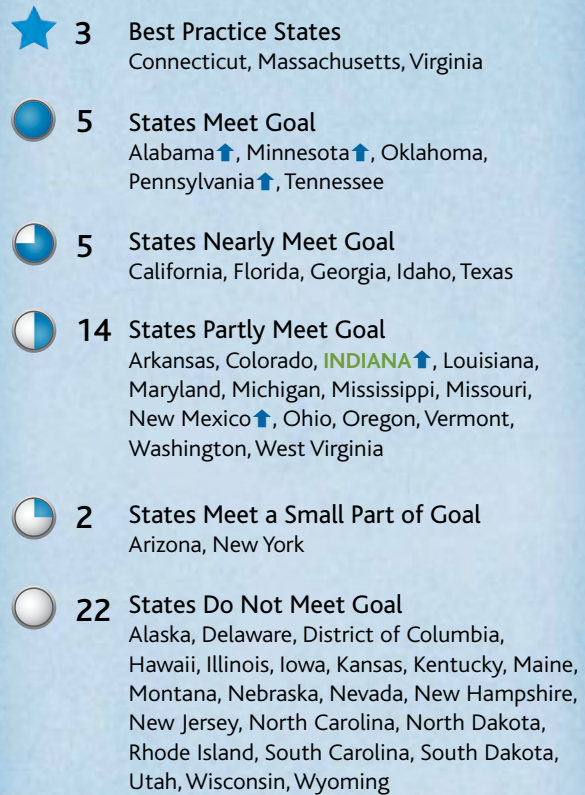 3 Best Practice States
Connecticut, Massachusetts, Virginia
5 States Meet Goal
Alabama⬆, Minnesota⬆, Oklahoma,
Pennsylvania⬆, Tennessee
5 States Nearly Meet Goal
California, Florida, Georgia, Idaho, Texas
14 States Partly Meet Goal
Arkansas, Colorado, INDIANA⬆, Louisiana,
Maryland, Michigan, Mississippi, Missouri,
New Mexico⬆, Ohio, Oregon, Vermont,
Washington, West Virginia
2 States Meet a Small Part of Goal
Arizona, New York
22 States Do Not Meet Goal
Alaska, Delaware, District of Columbia,
Hawaii, Illinois, Iowa, Kansas, Kentucky, Maine,
Montana, Nebraska, Nevada, New Hampshire,
New Jersey, North Carolina, North Dakota,
Rhode Island, South Carolina, South Dakota,
Utah, Wisconsin, Wyoming